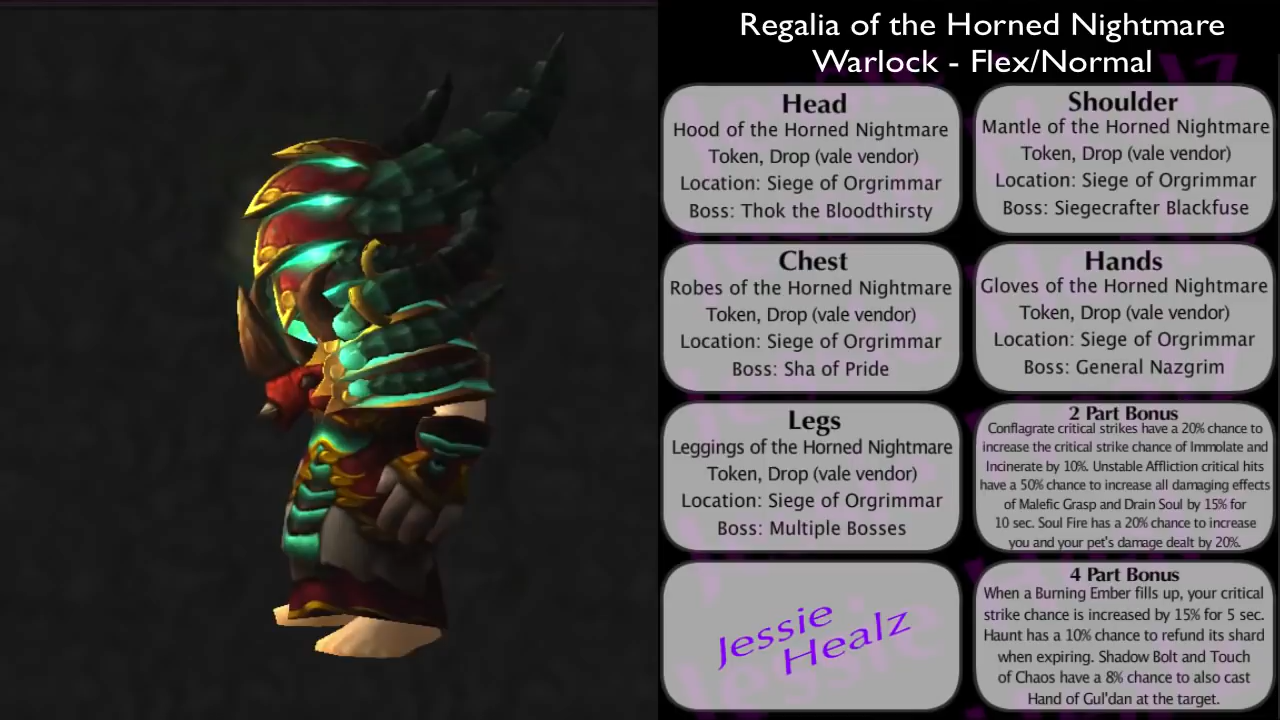 Regalia of the Horned Nightmare
Warlock - Flex/Normal
Head
Hood of the Horned Nightmare
Token, Drop (vale vendor)
Location: Siege of Orgrimmar
Boss: Thok the Bloodthirsty
Shoulder
Mantle of the Horned Nightmare
Token, Drop (vale vendor)
Location: Siege of Orgrimmar
Boss: Siegecrafter Blackfuse
Chest
Robes of the Horned Nightmare
Token, Drop (vale vendor)
Location: Siege of Orgrimmar
Boss: Sha of Pride
Hands
Gloves of the Horned Nightmare
Token, Drop (vale vendor)
Location: Siege of Orgrimmar
Boss: General Nazgrim
Legs
Leggings of the Horned Nightmare
Token, Drop (vale vendor)
Location: Siege of Orgrimmar
Boss: Multiple Bosses
2 Part Bonus
Conflagrate critical strikes have a 20% chance to
increase the critical strike chance of Immolate and
Incinerate by 10%. Unstable Affliction critical hits
have a 50% chance to increase all damaging effects
of Malefic Grasp and Drain Soul by 15% for
10 sec. Soul Fire has a 20% chance to increase
you and your pet's damage dealt by 20%.
Jessie
Healz
4 Part Bonus
When a Burning Ember fills up, your critical
strike chance is increased by 15% for 5 sec.
Haunt has a 10% chance to refund its shard
when expiring. Shadow Bolt and Touch
of Chaos have a 8% chance to also cast
Hand of Gul'dan at the target.